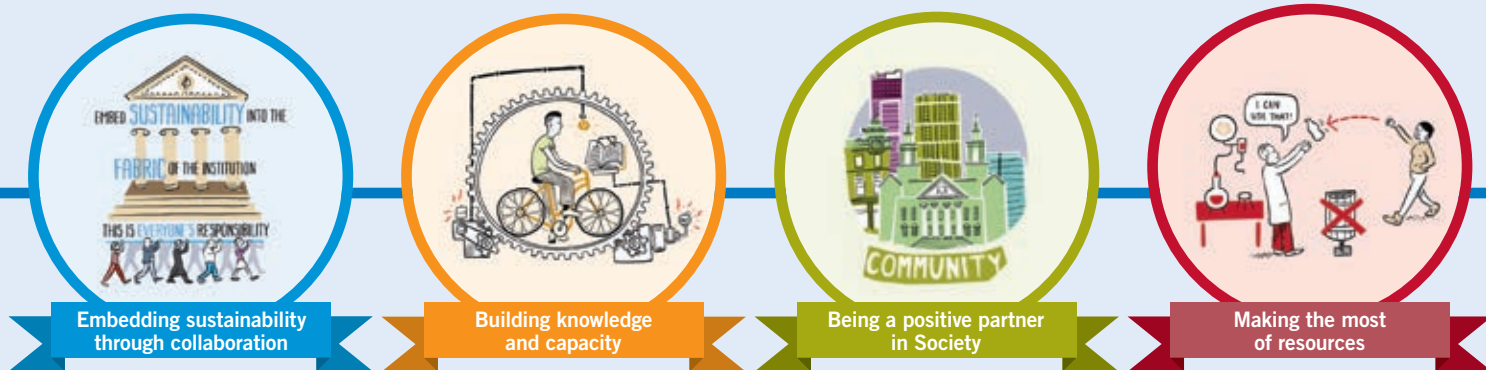 EMBED SUSTAINABILITY INTO THE
FABRIC OF THE INSTITUTION
THIS IS EVERYONE'S RESPONSIBILITY
Embedding sustainability
through collaboration
Building knowledge
and capacity
COMMUNITY
Being a positive partner
in Society
I CAN
USE THAT!
Making the most
of resources